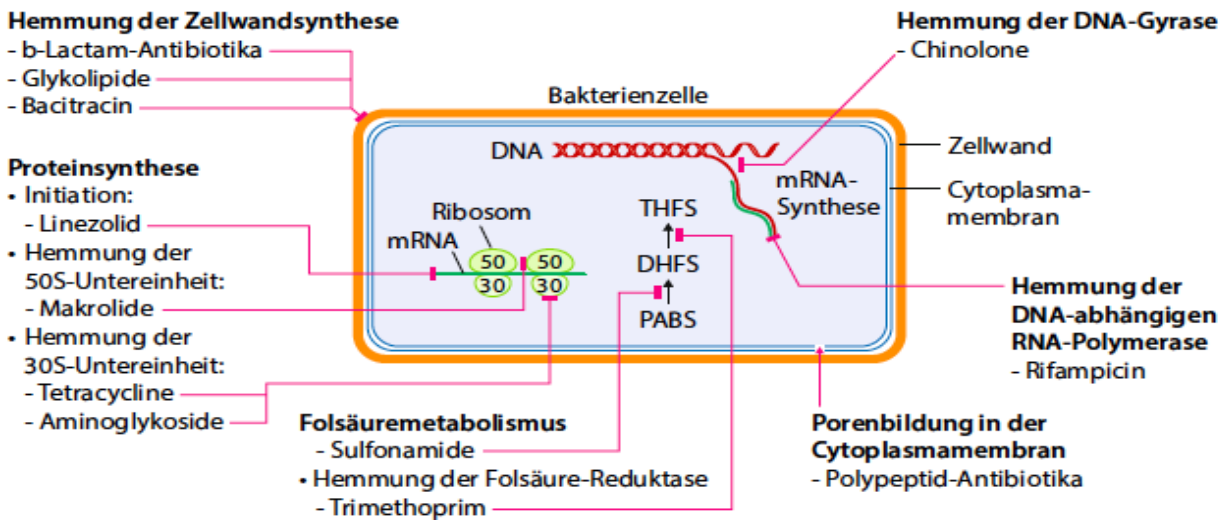 Hemmung der Zellwandsynthese
- b-Lactam-Antibiotika
- Glykolipide
- Bacitracin
Proteinsynthese
• Initiation:
- Linezolid
• Hemmung der
50S-Untereinheit:
- Makrolide
• Hemmung der
30S-Untereinheit:
- Tetracycline
- Aminoglykoside
Bakterienzelle
DNA
mRNA-
Synthese
Ribosom
mRNA
50
50
30
30
THFS
DHFS
PABS
Hemmung der DNA-Gyrase
- Chinolone
Zellwand
Cytoplasma-
membran
Hemmung der
DNA-abhängigen
RNA-Polymerase
- Rifampicin
Folsäuremetabolismus
- Sulfonamide
• Hemmung der Folsäure-Reduktase
- Trimethoprim
Porenbildung in der
Cytoplasmamembran
- Polypeptid-Antibiotika